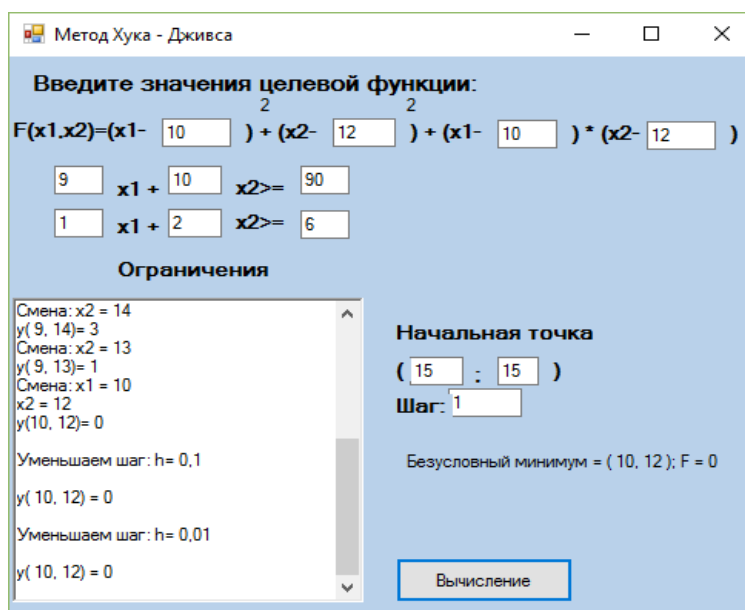 Метод Хука - Дживса
Введите значения целевой функции:
2 2
F(x1,x2)=(x1- 10 ) + (x2- 12 ) + (x1- 10 ) * (x2- 12 )
9 x1 + 10 x2>= 90
1 x1 + 2 x2>= 6
Ограничения
Смена: x2 = 14
y( 9, 14)= 3
Смена: x2 = 13
y( 9, 13)= 1
Смена: x1 = 10
x2 = 12
y(10, 12)= 0
Уменьшаем шаг: h= 0,1
y( 10, 12) = 0
Уменьшаем шаг: h= 0,01
y( 10, 12) = 0
Начальная точка
( 15 ; 15 )
Шаг: 1
Безусловный минимум = ( 10, 12 ); F = 0
Вычисление